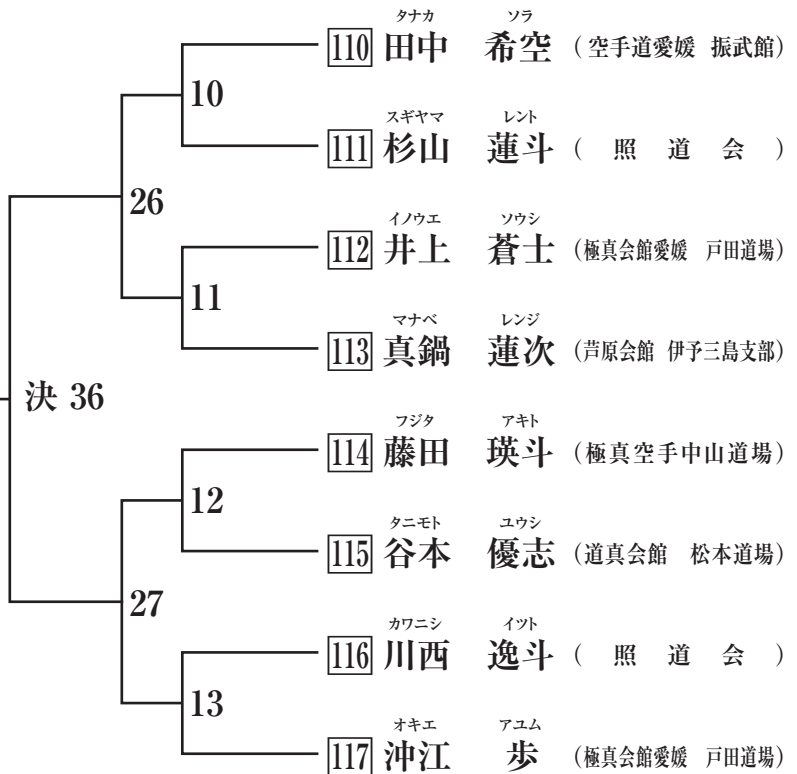 タナカ ソラ
110 田中 希空 (空手道愛媛 振武館)
10
スギヤマ レント
111 杉山 蓮斗 (照道会)
26
イノウエ ソウシ
112 井上 蒼士 (極真会館愛媛 戸田道場)
11
マナベ レンジ
113 真鍋 蓮次 (芦原会館 伊予三島支部)
決 36
フジタ アキト
114 藤田 瑛斗 (極真空手中山道場)
12
タニモト ユウシ
115 谷本 優志 (道真会館 松本道場)
27
カワニシ イツト
116 川西 逸斗 (照道会)
13
オキエ アユム
117 沖江 歩 (極真会館愛媛 戸田道場)